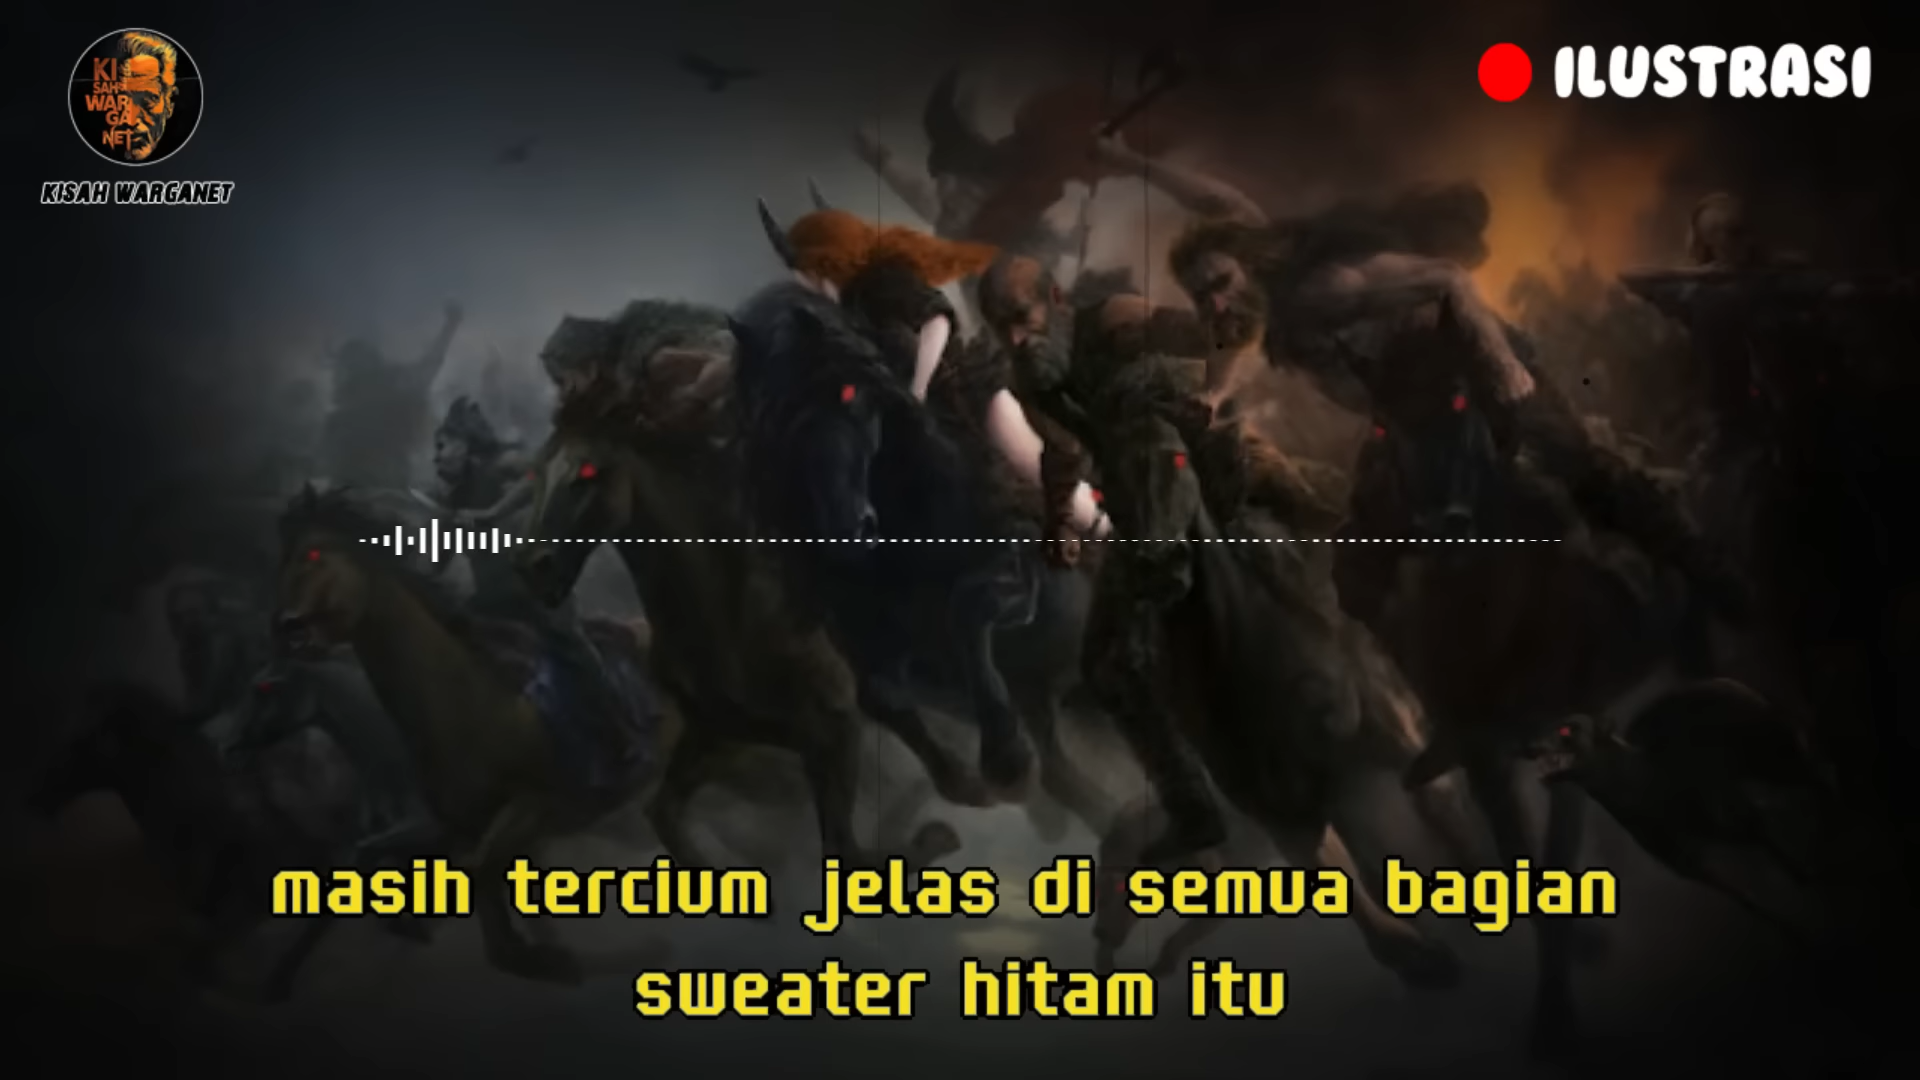 KI
SAH
WAR
GA
NET
KISAH WARGANET
ILUSTRASI
masih tercium jelas di semua bagian
sweater hitam itu